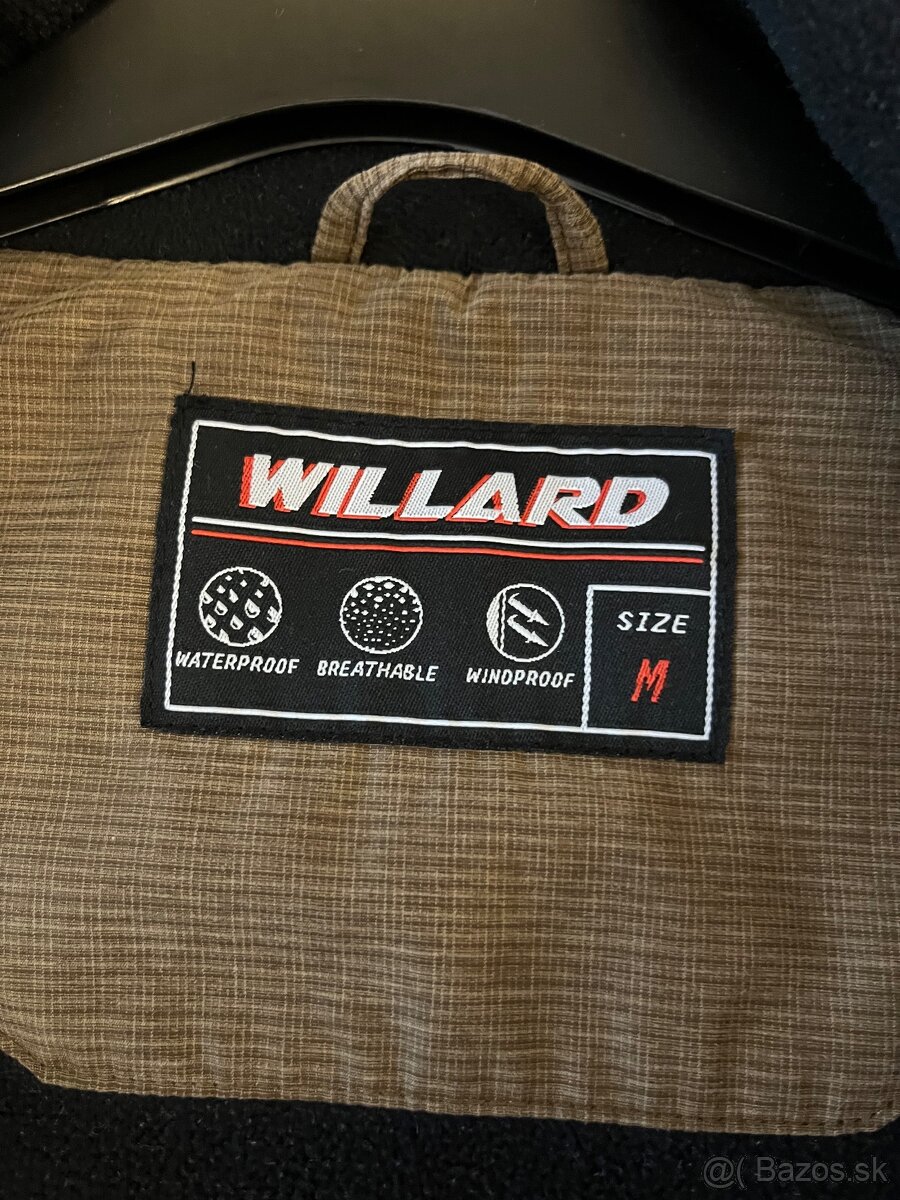 WILLARD
WATERPROOF BREATHABLE WINDPROOF
SIZE
M
@( Bazos.sk